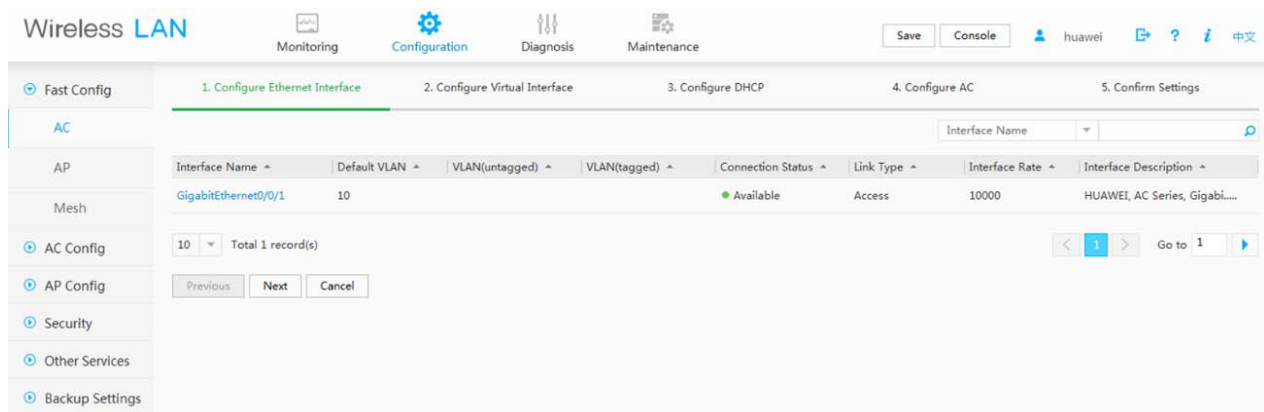 Wireless LAN
Monitoring Configuration Diagnosis Maintenance
Save Console huawei ? i 中文
Fast Config
1. Configure Ethernet Interface 2. Configure Virtual Interface 3. Configure DHCP 4. Configure AC 5. Confirm Settings
AC
Interface Name
AP
Interface Name Default VLAN VLAN(untagged) VLAN(tagged) Connection Status Link Type Interface Rate Interface Description
GigabitEthernet0/0/1 10 Available Access 10000 HUAWEI, AC Series, Gigabi.....
Mesh
AC Config
10 Total 1 record(s) < 1 > Go to 1
AP Config
Previous Next Cancel
Security
Other Services
Backup Settings